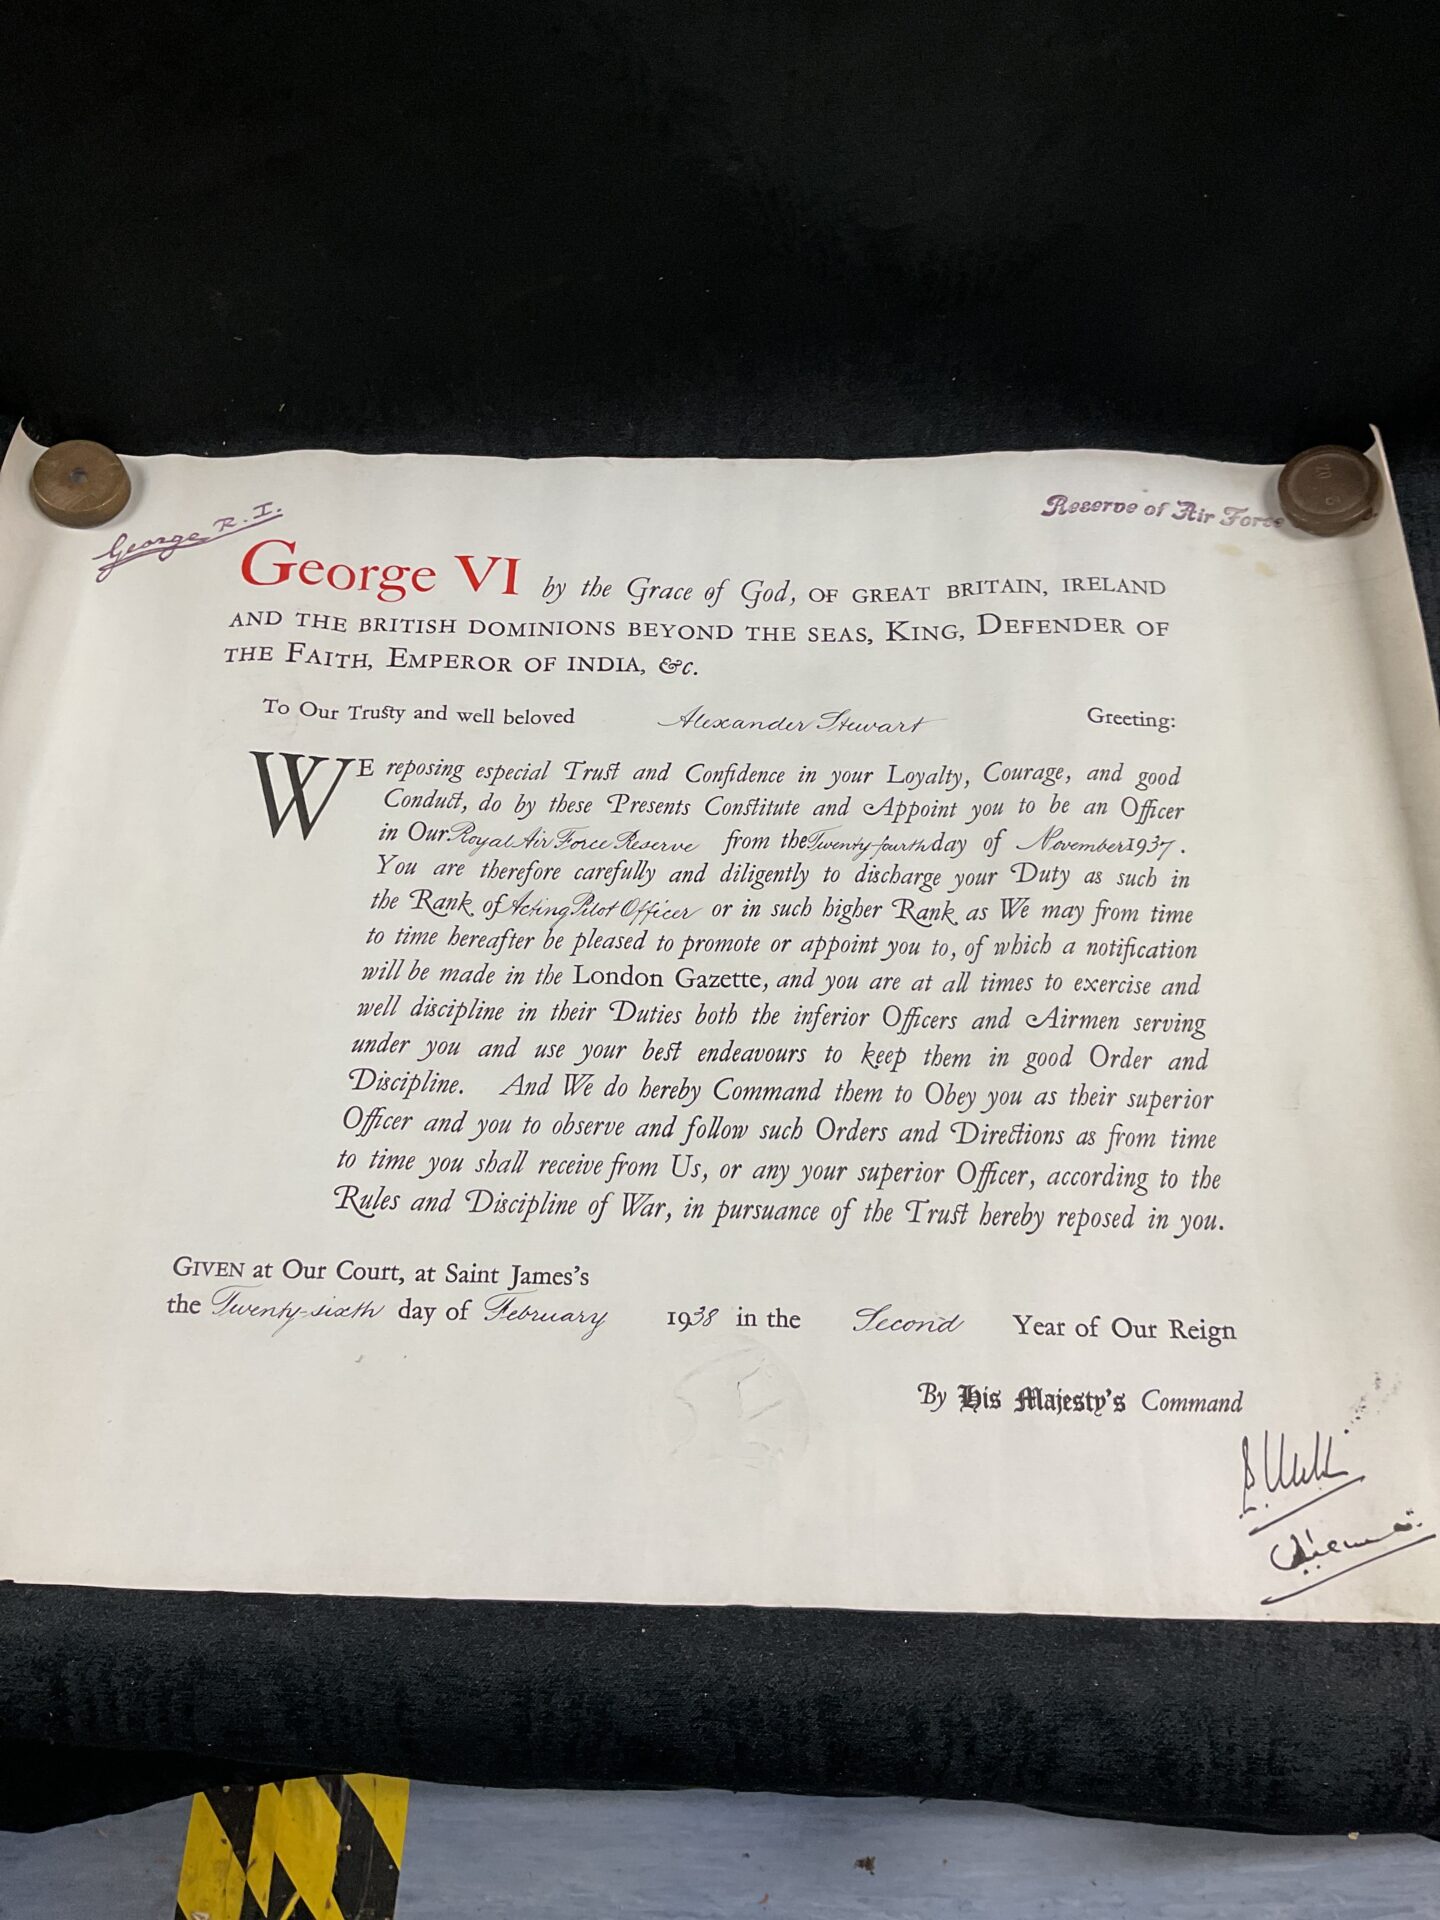 George R. I.
Reserve of Air Force
George VI by the Grace of God, OF GREAT BRITAIN, IRELAND
AND THE BRITISH DOMINIONS BEYOND THE SEAS, KING, DEFENDER OF
THE FAITH, EMPEROR OF INDIA, &c.
To Our Trusty and well beloved Alexander Stewart Greeting:
WE reposing especial Trust and Confidence in your Loyalty, Courage, and good
Conduct, do by these Presents Constitute and Appoint you to be an Officer
in Our Royal Air Force Reserve from the Twenty-fourth day of November 1937.
You are therefore carefully and diligently to discharge your Duty as such in
the Rank of Acting Pilot Officer or in such higher Rank as We may from time
to time hereafter be pleased to promote or appoint you to, of which a notification
will be made in the London Gazette, and you are at all times to exercise and
well discipline in their Duties both the inferior Officers and Airmen serving
under you and use your best endeavours to keep them in good Order and
Discipline. And We do hereby Command them to Obey you as their superior
Officer and you to observe and follow such Orders and Directions as from time
to time you shall receive from Us, or any your superior Officer, according to the
Rules and Discipline of War, in pursuance of the Trust hereby reposed in you.
GIVEN at Our Court, at Saint James's
the Twenty-sixth day of February 1938 in the Second Year of Our Reign
By His Majesty's Command